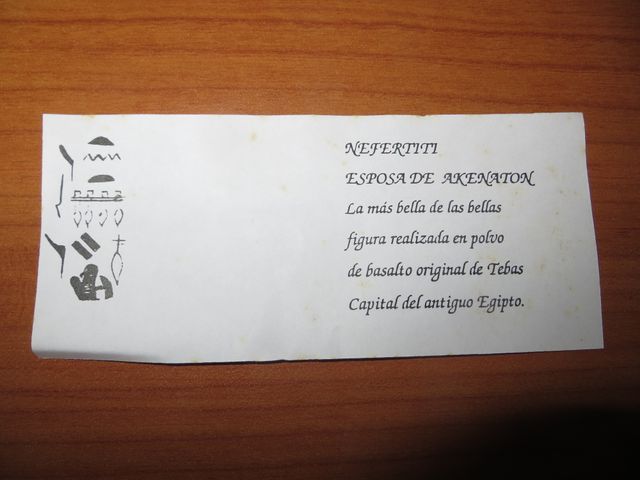 NEFERTITI
ESPOSA DE AKENATON
La más bella de las bellas
figura realizada en polvo
de basalto original de Tebas
Capital del antiguo Egipto.